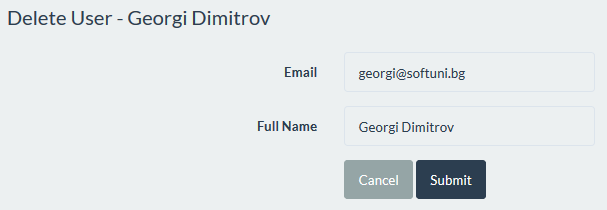 Delete User - Georgi Dimitrov
Email georgi@softuni.bg
Full Name Georgi Dimitrov
Cancel Submit